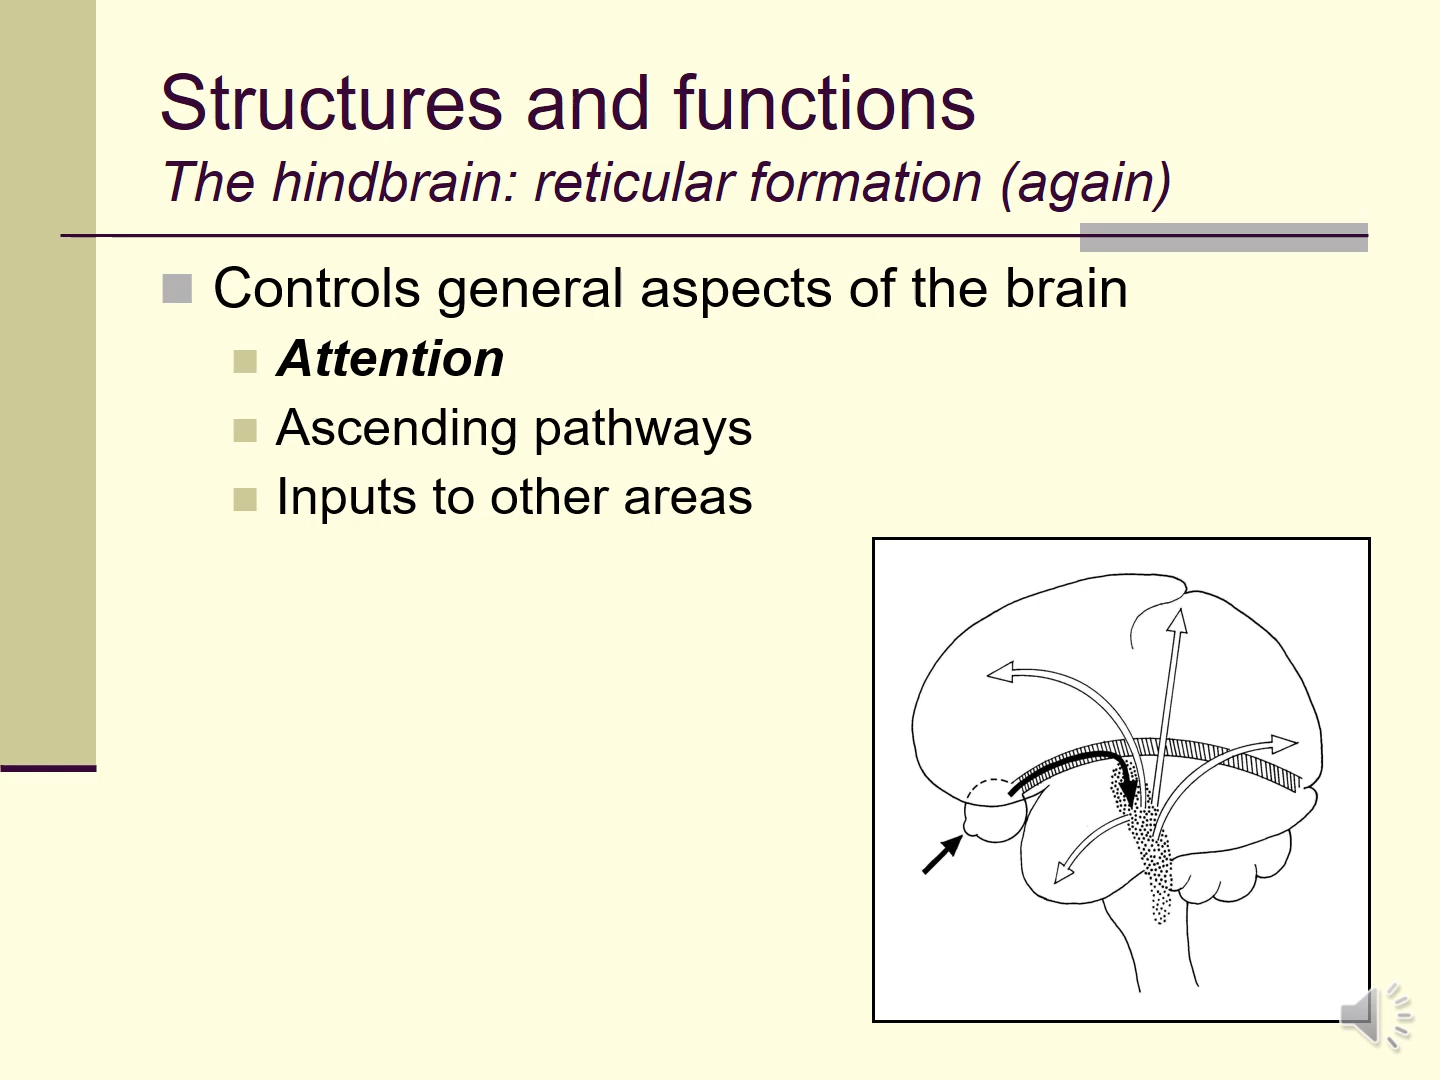 Structures and functions
The hindbrain: reticular formation (again)
Controls general aspects of the brain
Attention
Ascending pathways
Inputs to other areas